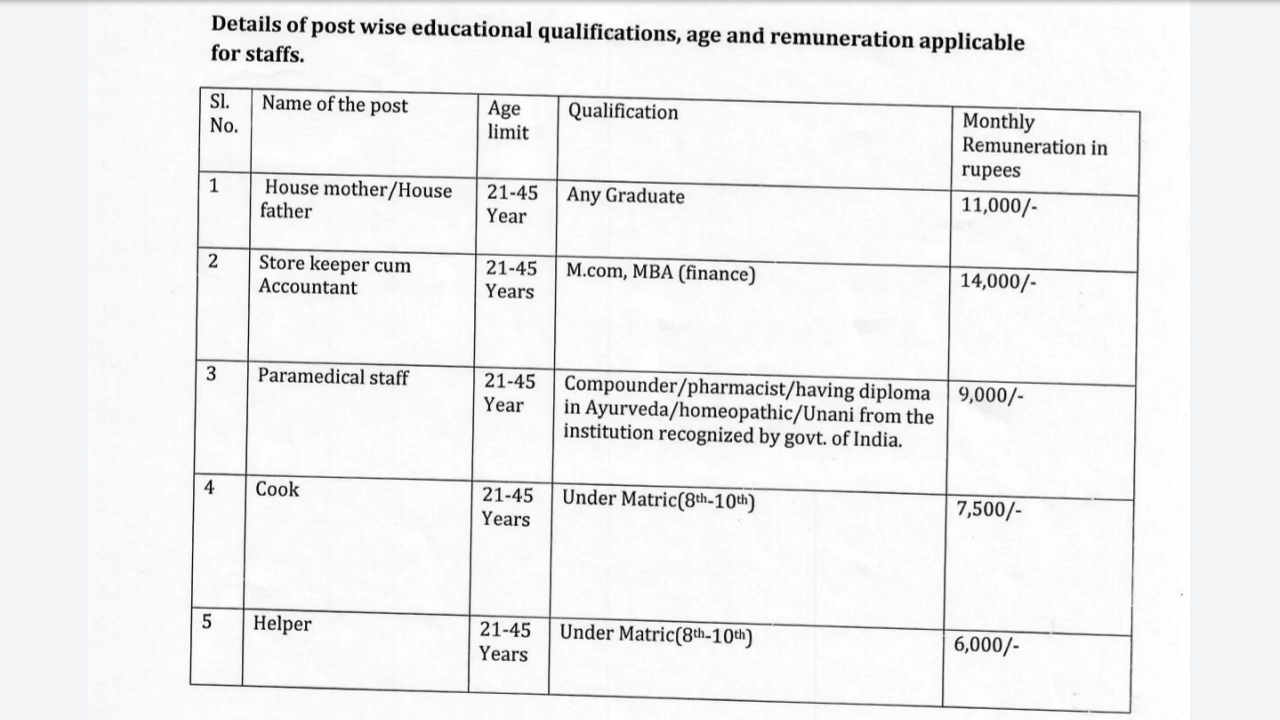 Details of post wise educational qualifications, age and remuneration applicable
for staffs.
Sl.
No.
Name of the post
Age
limit
Qualification
Monthly
Remuneration in
rupees
1
House mother/House
father
21-45
Year
Any Graduate
11,000/-
2
Store keeper cum
Accountant
21-45
Years
M.com, MBA (finance)
14,000/-
3
Paramedical staff
21-45
Year
Compounder/pharmacist/having diploma
in Ayurveda/homeopathic/Unani from the
institution recognized by govt. of India.
9,000/-
4
Cook
21-45
Years
Under Matric(8th-10th)
7,500/-
5
Helper
21-45
Years
Under Matric(8th-10th)
6,000/-